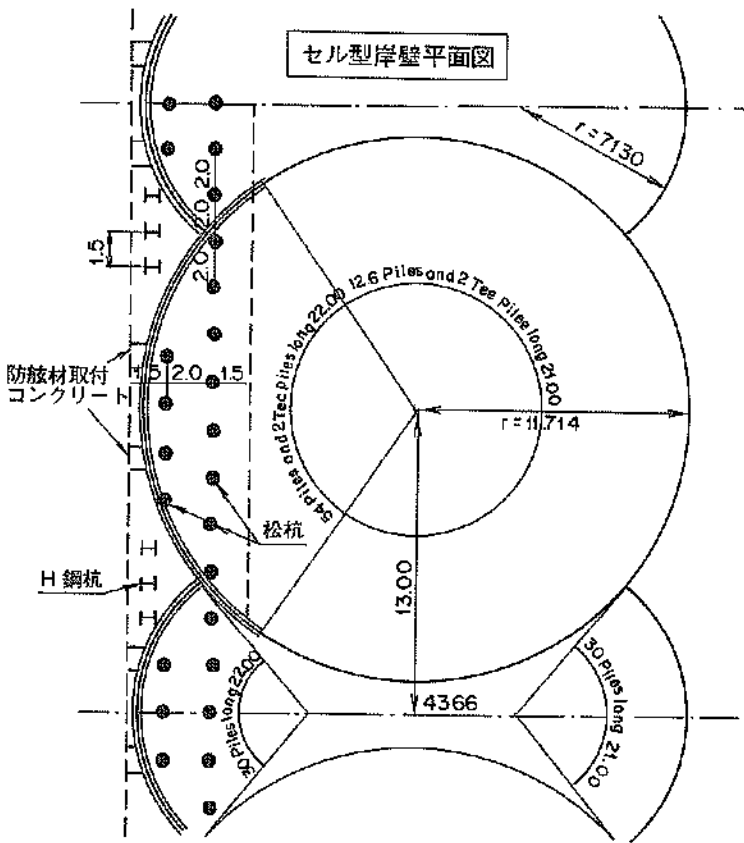 セル型岸壁平面図
r=7130
2.0
2.0
2.0
1.5
54 Piles and 2 Tee Piles long 22.00
12.6 Piles and 2 Tee Piles long 21.00
防舷材取付
コンクリート
1.5
2.0
1.5
r=11.714
松杭
H鋼杭
13.00
4366
30 Piles long 22.00
30 Piles long 21.00